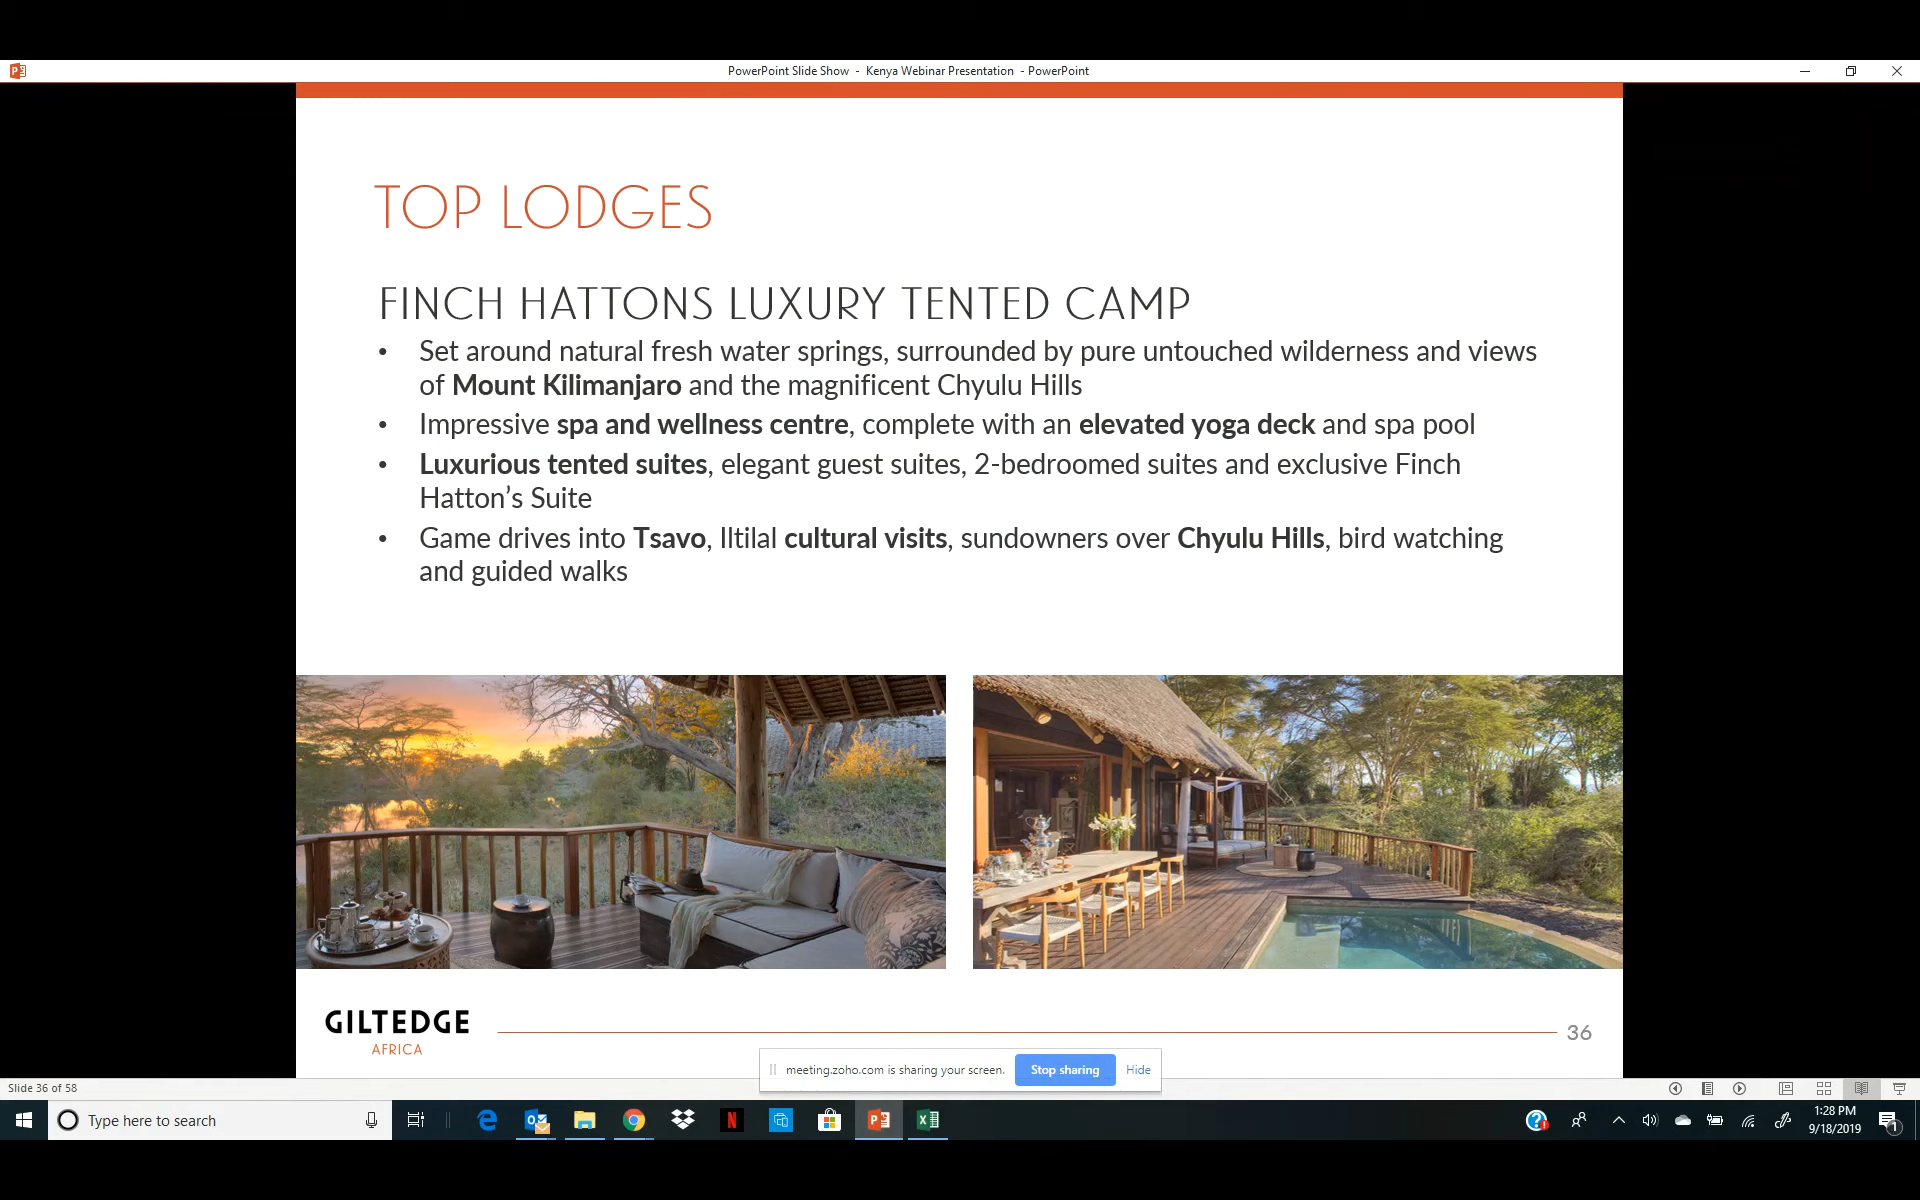 PowerPoint Slide Show - Kenya Webinar Presentation - PowerPoint
TOP LODGES
FINCH HATTONS LUXURY TENTED CAMP
• Set around natural fresh water springs, surrounded by pure untouched wilderness and views
of Mount Kilimanjaro and the magnificent Chyulu Hills
• Impressive spa and wellness centre, complete with an elevated yoga deck and spa pool
• Luxurious tented suites, elegant guest suites, 2-bedroomed suites and exclusive Finch
Hatton’s Suite
• Game drives into Tsavo, Iltilal cultural visits, sundowners over Chyulu Hills, bird watching
and guided walks
GILTEDGE
AFRICA
36
meeting.zoho.com is sharing your screen. Stop sharing Hide
Slide 36 of 58
Type here to search
1:28 PM
9/18/2019
1